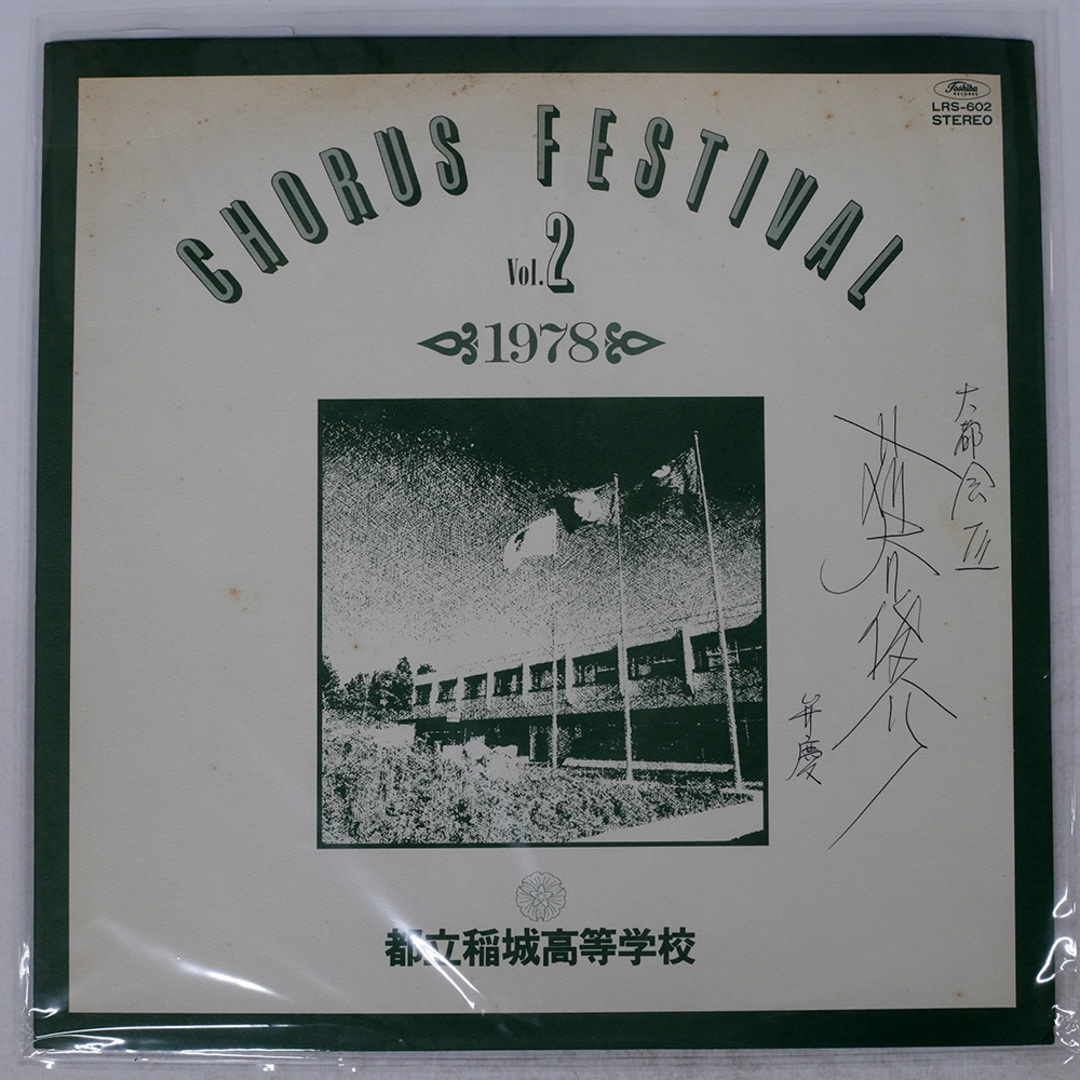 Toshiba
RECORDS
LRS-602
STEREO
CHORUS FESTIVAL
Vol.2
1978
大都会
弁慶
都立稲城高等学校